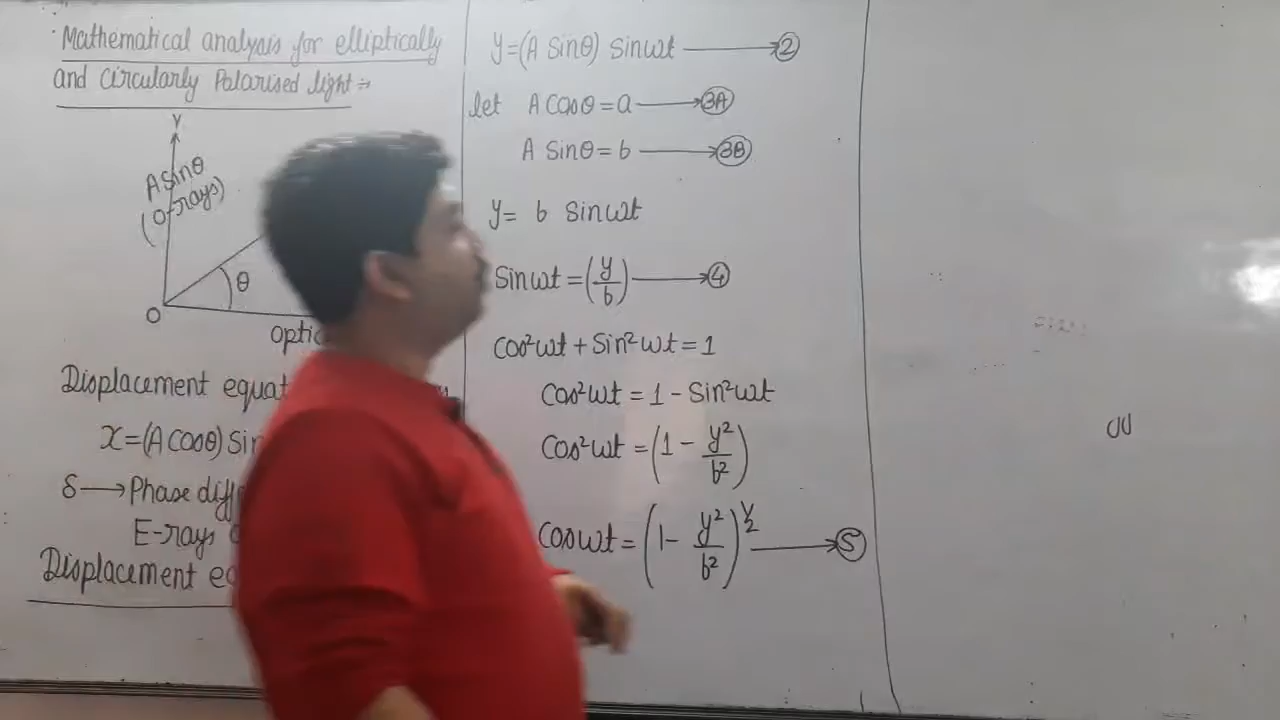 Mathematical analysis for elliptically
and Circularly Polarised light :-
Y
A sinθ
(O-rays)
θ
O
optic
Displacement equat
x=(A cosθ) Sin
δ → Phase diff
E-rays
Displacement eq
y=(A Sinθ) Sinωt → 2
let A Cosθ = a → 3A
A Sinθ = b → 3B
y= b Sinωt
Sinωt = (y/b) → 4
Cos²ωt + Sin²ωt = 1
Cos²ωt = 1 - Sin²ωt
Cos²ωt = (1 - y²/b²)
Cosωt = (1 - y²/b²)^1/2 → 5